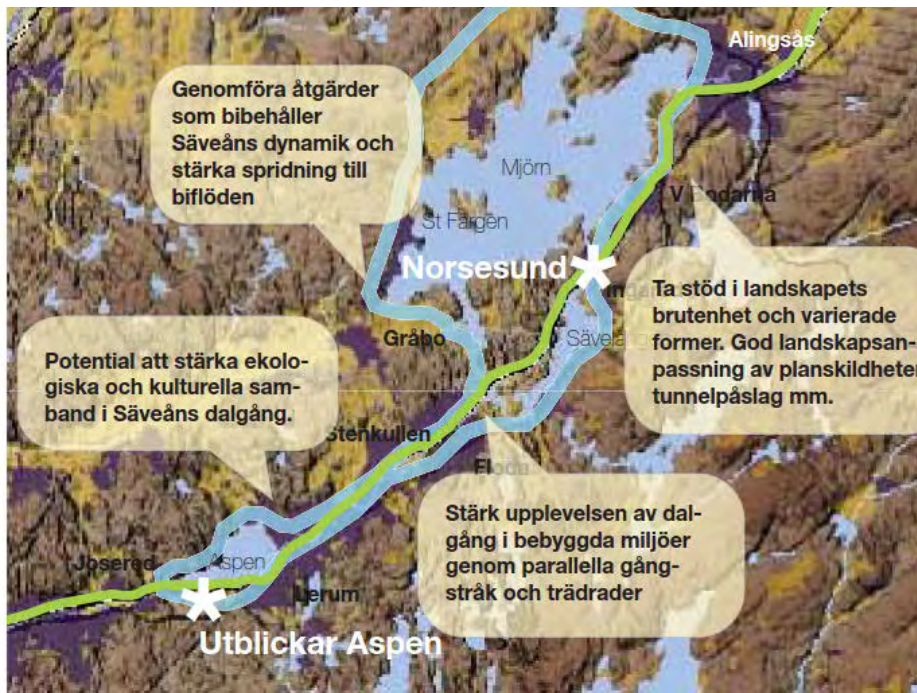 Alingsås
Genomföra åtgärder
som bibehåller
Säveåns dynamik och
stärka spridning till
biflöden
Mjörn
V Bodarna
St Färgen
Norsesund
Ta stöd i landskapets
brutenhet och varierade
former. God landskapsan-
passning av planskildheter
tunnelpåslag mm.
Gråbo
Potential att stärka ekolo-
giska och kulturella sam-
band i Säveåns dalgång.
Stenkullen
Floda
Stärk upplevelsen av dal-
gång i bebyggda miljöer
genom parallella gång-
stråk och trädrader
Jonsered
Aspen
Lerum
Utblickar Aspen